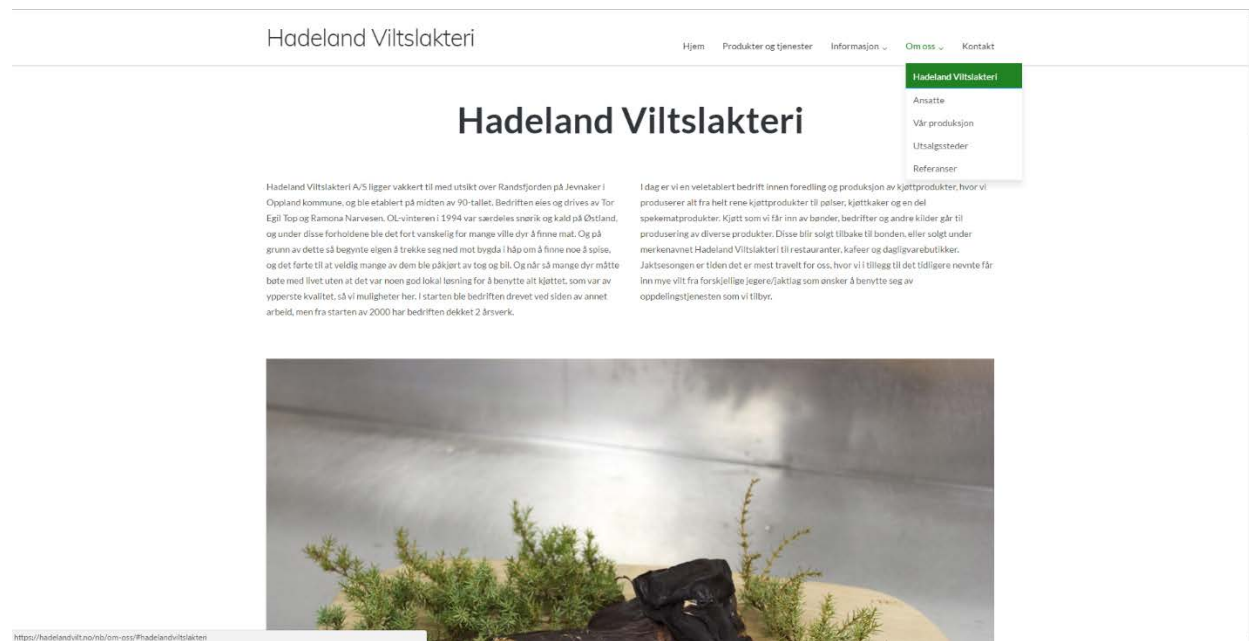 Hadeland Viltslakteri
Hjem Produkter og tjenester Informasjon Om oss Kontakt
Hadeland Viltslakteri
Ansatte
Vår produksjon
Utsalgssteder
Referanser
Hadeland Viltslakteri
Hadeland Viltslakteri A/S ligger vakkert til med utsikt over Randsfjorden på Jevnaker i
Oppland kommune, og ble etablert på midten av 90-tallet. Bedriften eies og drives av Tor
Egil Top og Ramona Narvesen. OL-vinteren i 1994 var særdeles snørik og kald på Østland,
og under disse forholdene ble det fort vanskelig for mange ville dyr å finne mat. Og på
grunn av dette så begynte elgen å trekke seg ned mot bygda i håp om å finne noe å spise,
og det førte til at veldig mange av dem ble påkjørt av tog og bil. Og når så mange dyr måtte
bøte med livet uten at det var noen god lokal løsning for å benytte alt kjøttet, som var av
ypperste kvalitet, så vi muligheter her. I starten ble bedriften drevet ved siden av annet
arbeid, men fra starten av 2000 har bedriften dekket 2 årsverk.
I dag er vi en veletablert bedrift innen foredling og produksjon av kjøttprodukter, hvor vi
produserer alt fra helt rene kjøttprodukter til pølser, kjøttkaker og en del
spekematprodukter. Kjøtt som vi får inn av bønder, bedrifter og andre kilder går til
produsering av diverse produkter. Disse blir solgt tilbake til bonden, eller solgt under
merkenavnet Hadeland Viltslakteri til restauranter, kafeer og dagligvarebutikker.
Jaktsesongen er tiden det er mest travelt for oss, hvor vi i tillegg til det tidligere nevnte får
inn mye vilt fra forskjellige jegere/jaktlag som ønsker å benytte seg av
oppdelingstjenesten som vi tilbyr.
https://hadelandvilt.no/nb/om-oss/#hadelandviltslakteri